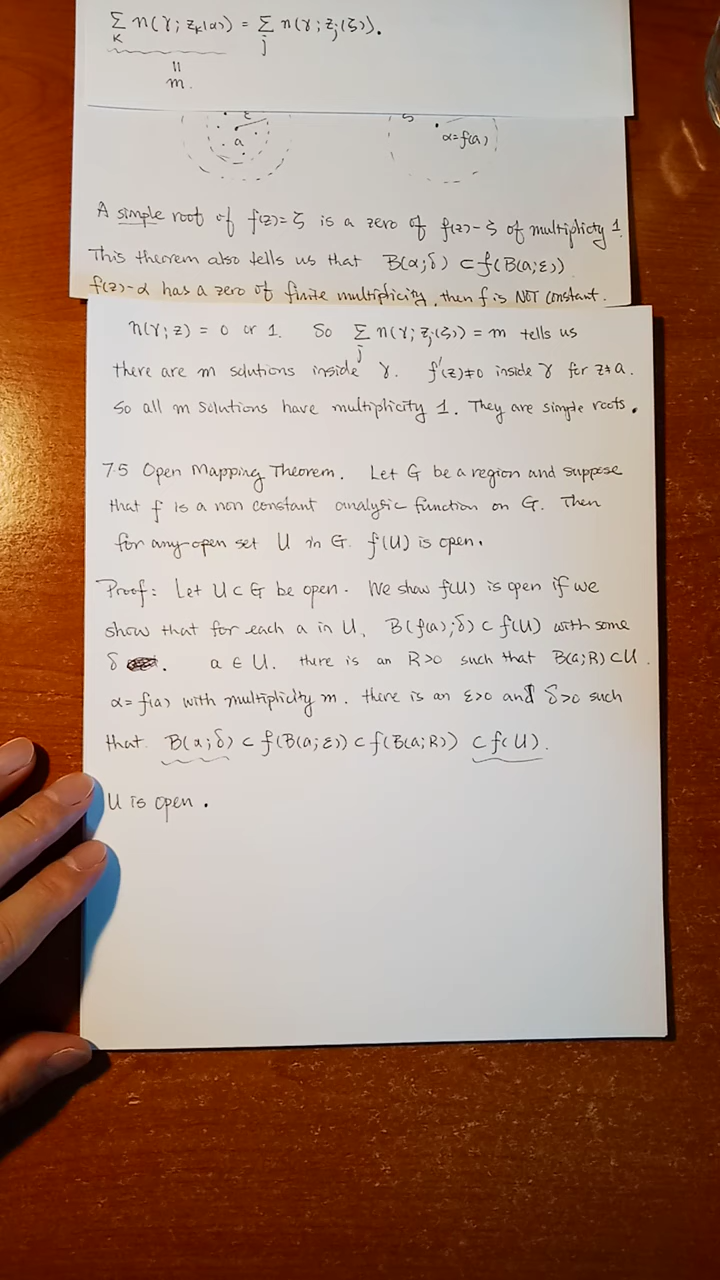 Σ n(γ; z_k(α)) = Σ n(γ; z_j(ζ)).
k j
||
m.
ε
a
α=f(a)
A simple root of f(z)=ζ is a zero of f(z)-ζ of multiplicty 1.
This theorem also tells us that B(α;δ) ⊂ f(B(a;ε))
f(z)-α has a zero of finite multiplicity, then f is NOT constant.
n(γ;z) = 0 or 1. So Σ n(γ; z_j(ζ)) = m tells us
j
there are m solutions inside γ. f'(z)≠0 inside γ for z≠a.
So all m solutions have multiplicity 1. They are simple roots.
7.5 Open Mapping Theorem. Let G be a region and suppose
that f is a non constant analytic function on G. Then
for any open set U in G. f(U) is open.
Proof: Let U ⊂ G be open. We show f(U) is open if we
show that for each a in U, B(f(a);δ) ⊂ f(U) with some
δ . a ∈ U. there is an R>0 such that B(a;R) ⊂ U.
α = f(a) with multiplicity m. there is an ε>0 and δ>0 such
that. B(α;δ) ⊂ f(B(a;ε)) ⊂ f(B(a;R)) ⊂ f(U).
U is open.